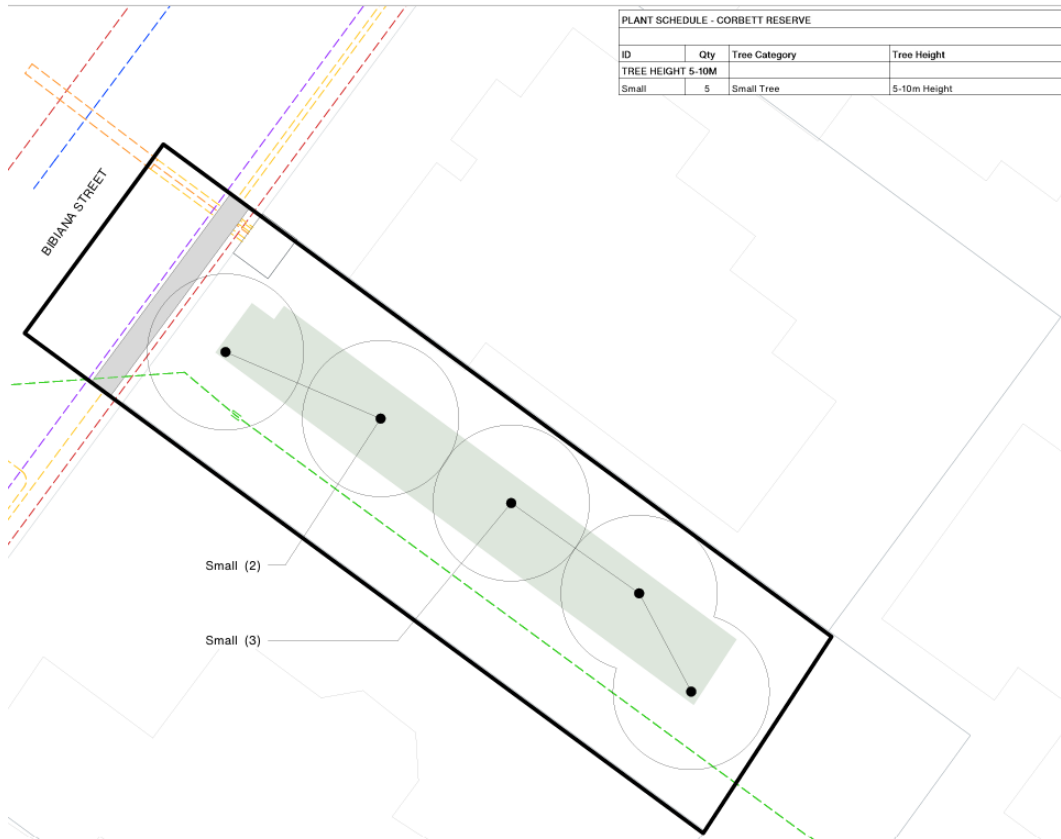 PLANT SCHEDULE - CORBETT RESERVE
ID Qty Tree Category Tree Height
TREE HEIGHT 5-10M
Small 5 Small Tree 5-10m Height
BIBIANA STREET
Small (2)
Small (3)